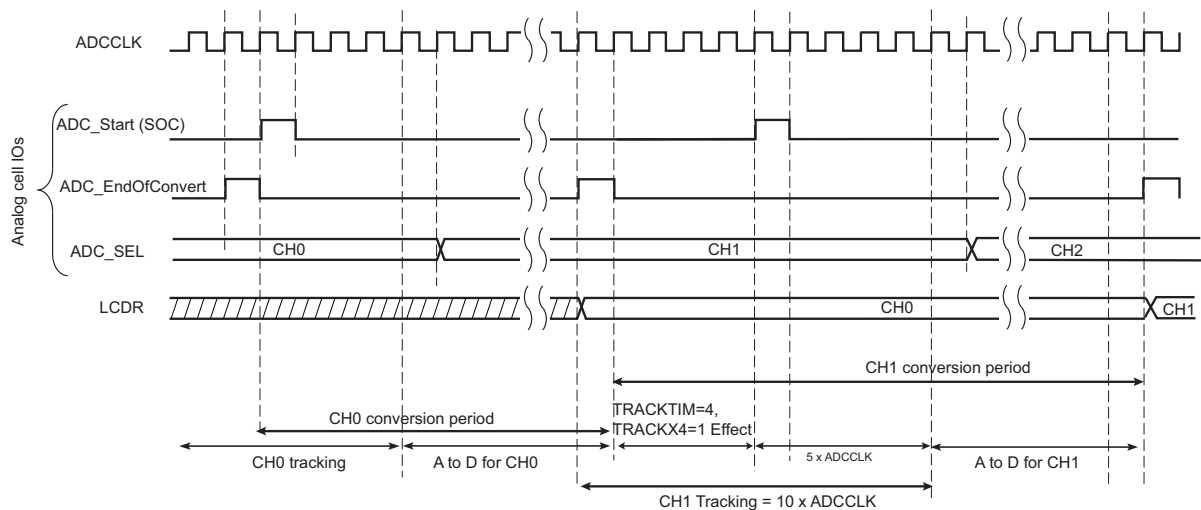 ADCCLK
Analog cell IOs
ADC_Start (SOC)
ADC_EndOfConvert
ADC_SEL
CH0
CH1
CH2
LCDR
CH0
CH1
CH1 conversion period
CH0 conversion period
TRACKTIM=4,
TRACKX4=1 Effect
CH0 tracking
A to D for CH0
5 x ADCCLK
A to D for CH1
CH1 Tracking = 10 x ADCCLK